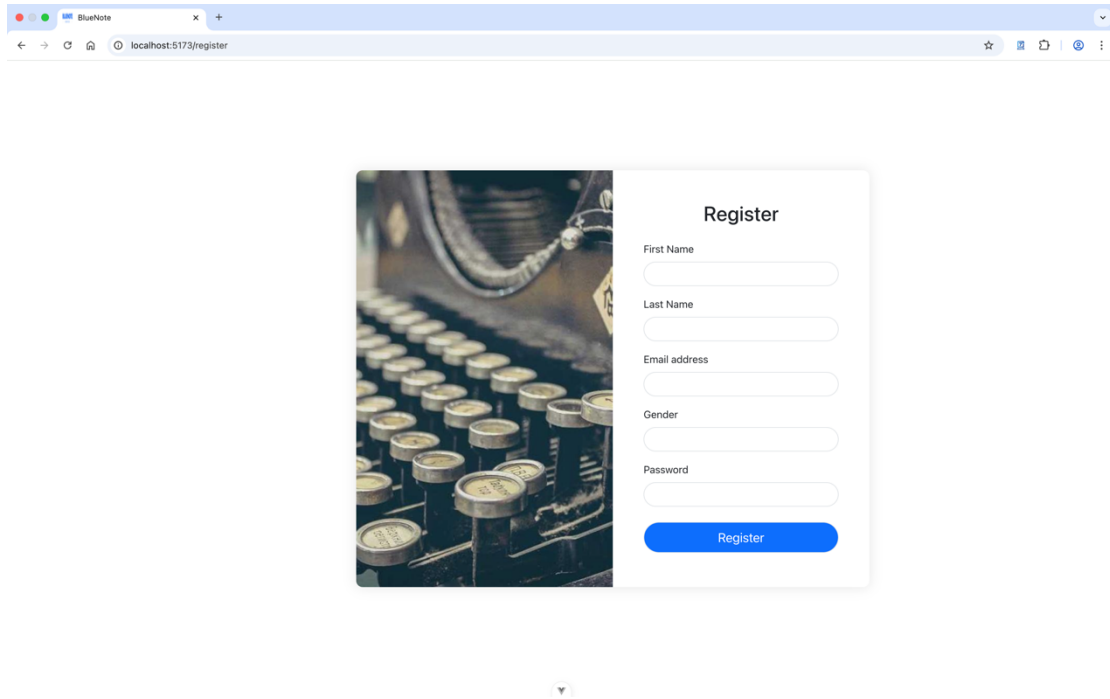 BlueNote
localhost:5173/register
Register
First Name
Last Name
Email address
Gender
Password
Register